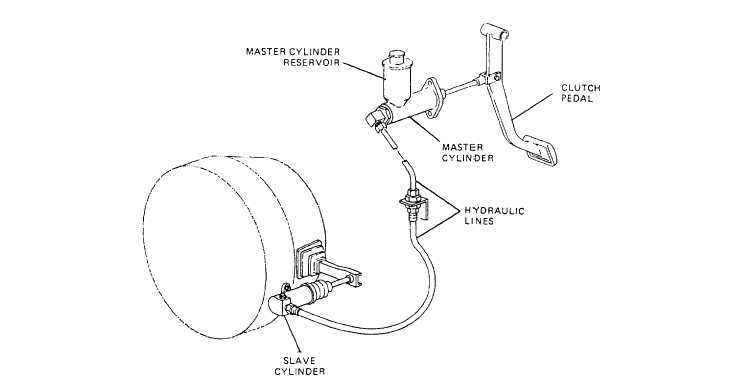 MASTER CYLINDER
RESERVOIR
CLUTCH
PEDAL
MASTER
CYLINDER
HYDRAULIC
LINES
SLAVE
CYLINDER